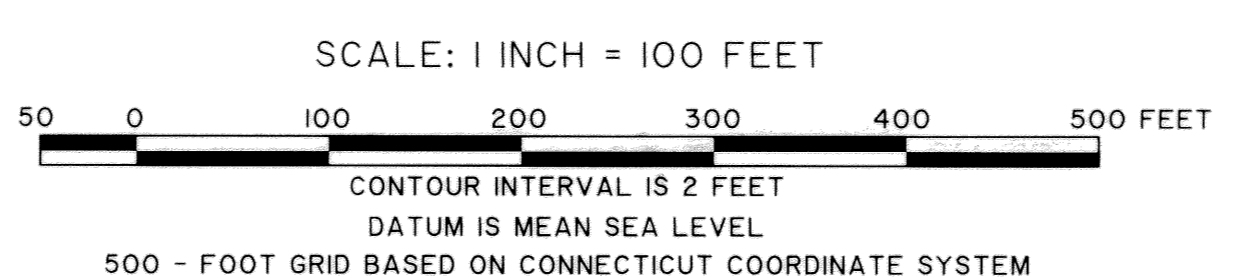 SCALE: 1 INCH = 100 FEET
50 0 100 200 300 400 500 FEET
CONTOUR INTERVAL IS 2 FEET
DATUM IS MEAN SEA LEVEL
500 - FOOT GRID BASED ON CONNECTICUT COORDINATE SYSTEM